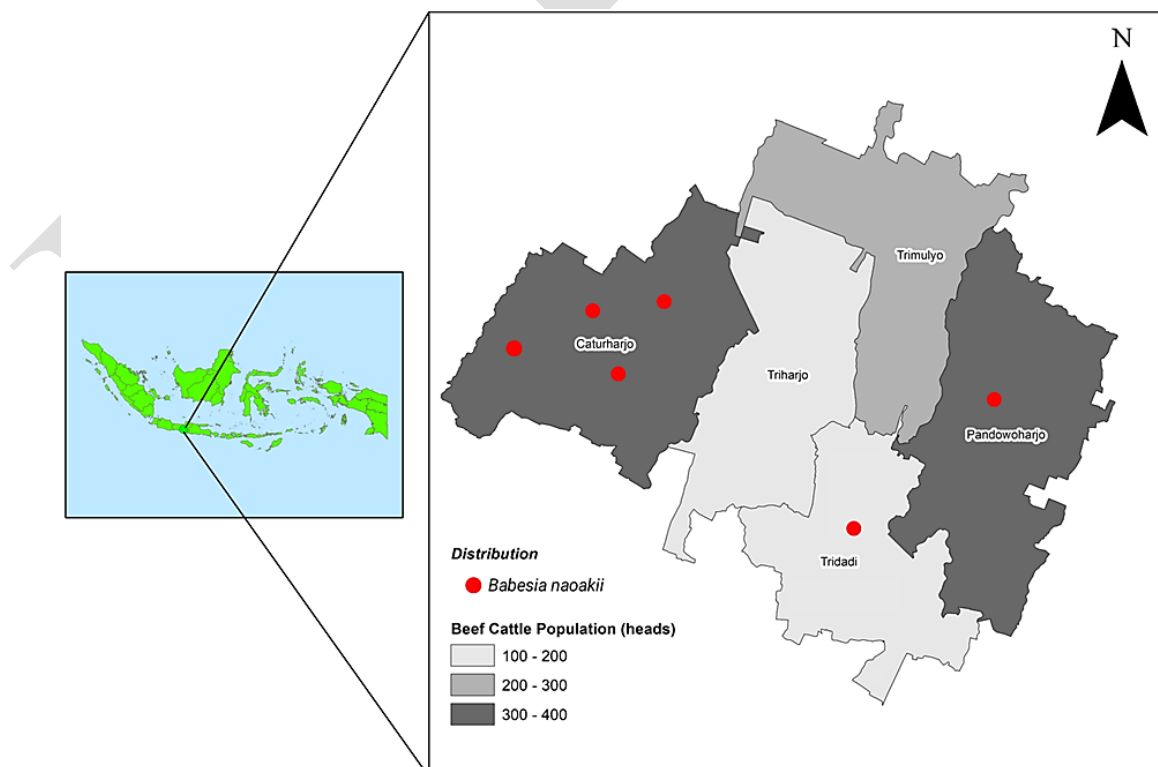 N
Trimulyo
Caturharjo
Triharjo
Pandowoharjo
Tridadi
Distribution
Babesia naoakii
Beef Cattle Population (heads)
100 - 200
200 - 300
300 - 400